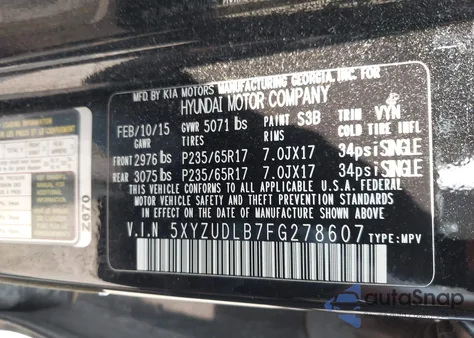 MFD BY KIA MOTORS MANUFACTURING GEORGIA, INC. FOR
HYUNDAI MOTOR COMPANY
FEB/10/15 GVWR 5071 lbs PAINT S3B TRIM VYN
GAWR TIRES RIMS COLD TIRE INFL
FRONT 2976 lbs P235/65R17 7.0JX17 34psi SINGLE
REAR 3075 lbs P235/65R17 7.0JX17 34psi SINGLE
THIS VEHICLE CONFORMS TO ALL APPLICABLE U.S.A. FEDERAL
MOTOR VEHICLE SAFETY AND THEFT PREVENTION STANDARDS IN
EFFECT ON THE DATE OF MANUFACTURE SHOWN ABOVE.
V.I.N 5XYZUDLB7FG278607 TYPE: MPV
Z070
autoSnap